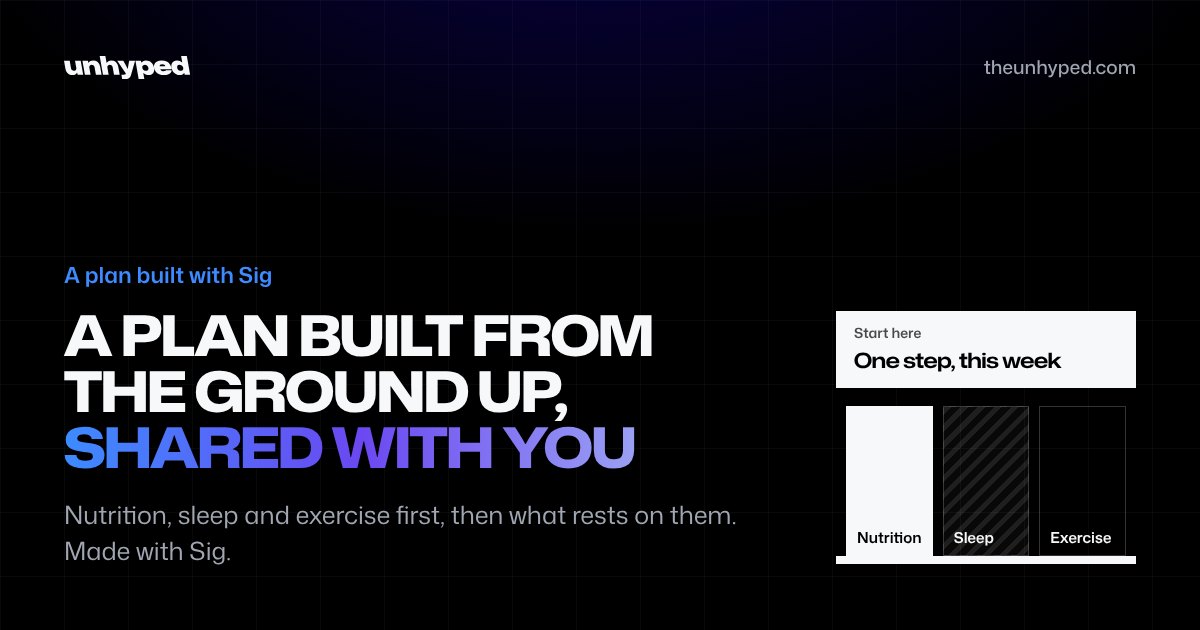 unhyped
theunhyped.com
A plan built with Sig
A PLAN BUILT FROM
THE GROUND UP,
SHARED WITH YOU
Nutrition, sleep and exercise first, then what rests on them.
Made with Sig.
Start here
One step, this week
Nutrition
Sleep
Exercise